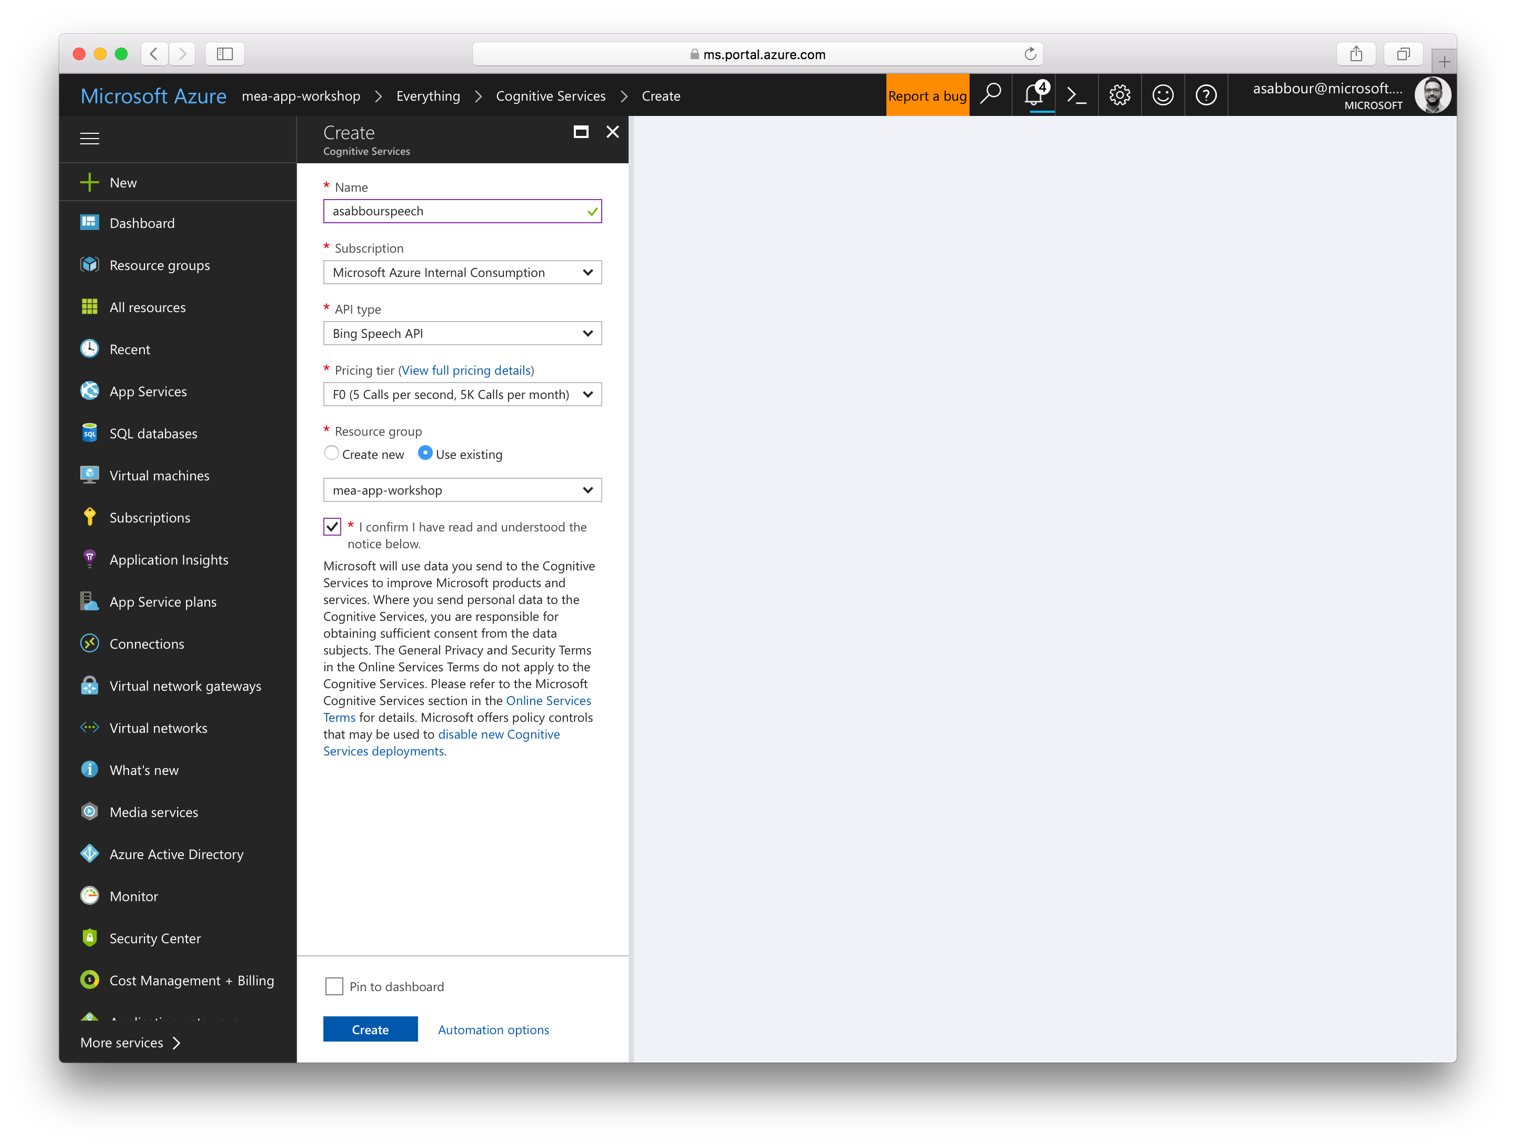 ms.portal.azure.com
Microsoft Azure mea-app-workshop > Everything > Cognitive Services > Create
Report a bug
4
asabbour@microsoft....
MICROSOFT
New
Dashboard
Resource groups
All resources
Recent
App Services
SQL databases
Virtual machines
Subscriptions
Application Insights
App Service plans
Connections
Virtual network gateways
Virtual networks
What's new
Media services
Azure Active Directory
Monitor
Security Center
Cost Management + Billing
More services >
Create
Cognitive Services
* Name
asabbourspeech
* Subscription
Microsoft Azure Internal Consumption
* API type
Bing Speech API
* Pricing tier (View full pricing details)
F0 (5 Calls per second, 5K Calls per month)
* Resource group
Create new Use existing
mea-app-workshop
* I confirm I have read and understood the
notice below.
Microsoft will use data you send to the Cognitive
Services to improve Microsoft products and
services. Where you send personal data to the
Cognitive Services, you are responsible for
obtaining sufficient consent from the data
subjects. The General Privacy and Security Terms
in the Online Services Terms do not apply to the
Cognitive Services. Please refer to the Microsoft
Cognitive Services section in the Online Services
Terms for details. Microsoft offers policy controls
that may be used to disable new Cognitive
Services deployments.
Pin to dashboard
Create Automation options